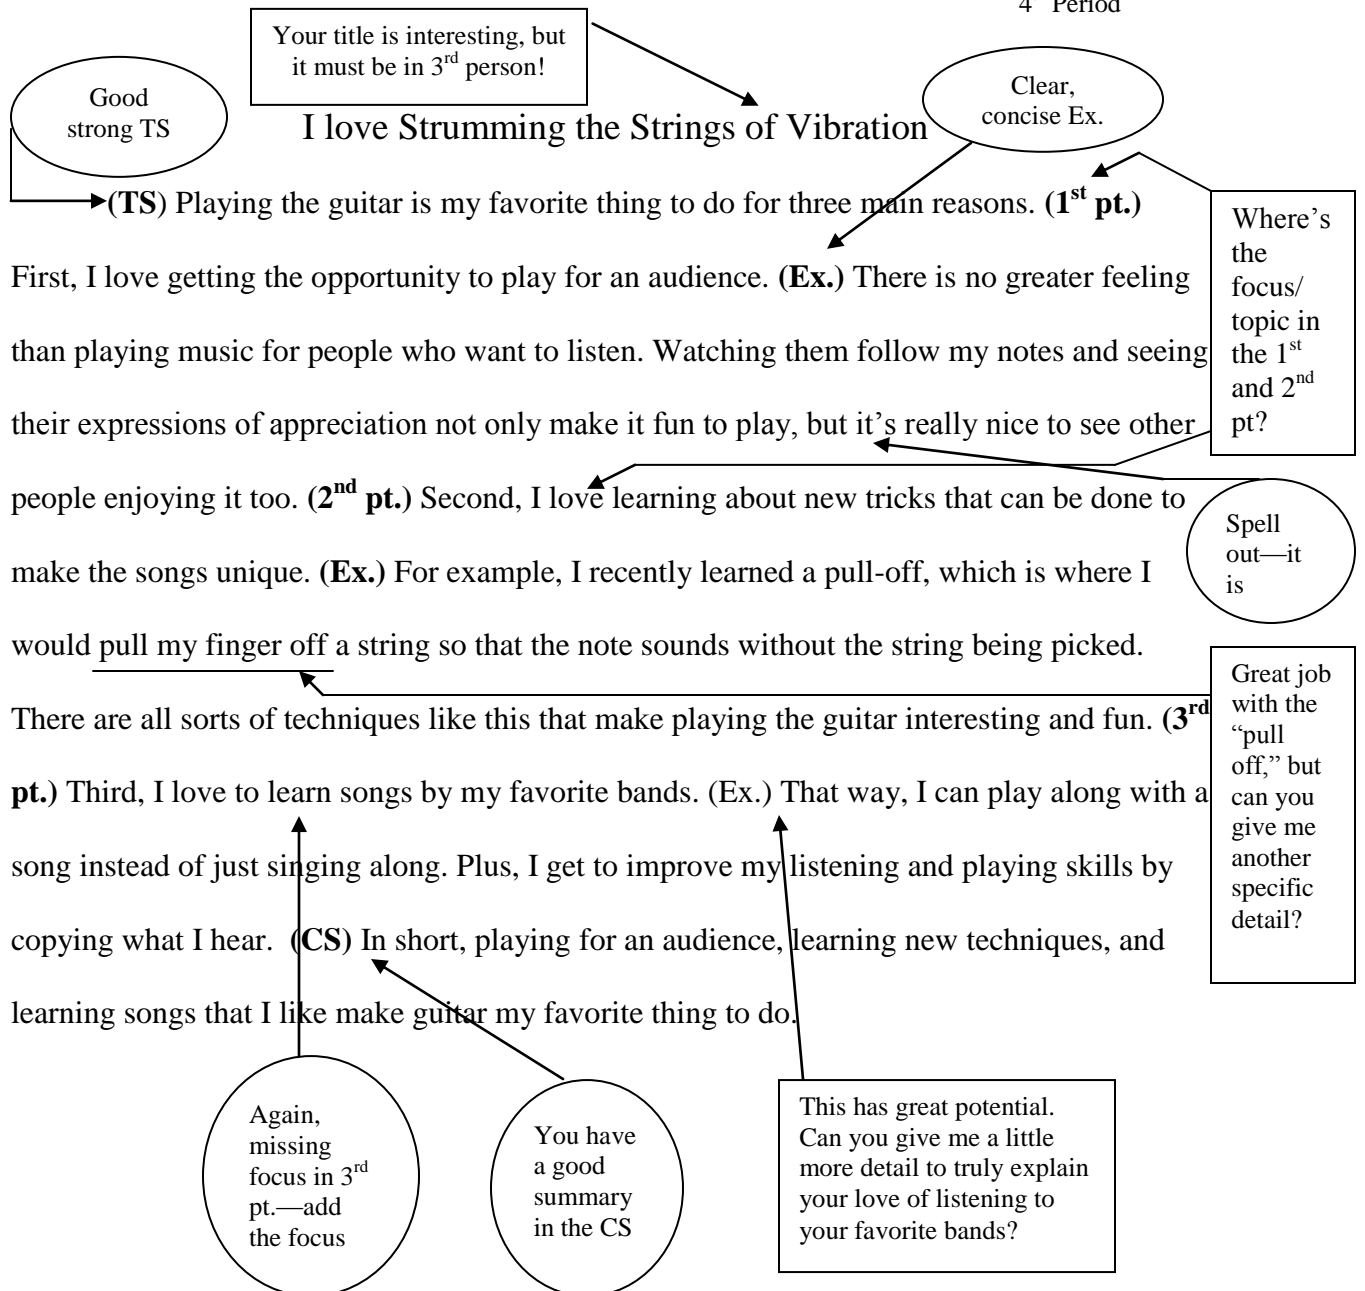 4th Period
Your title is interesting, but
it must be in 3rd person!
Good
strong TS
Clear,
concise Ex.
I love Strumming the Strings of Vibration
(TS) Playing the guitar is my favorite thing to do for three main reasons. (1st pt.)
First, I love getting the opportunity to play for an audience. (Ex.) There is no greater feeling
than playing music for people who want to listen. Watching them follow my notes and seeing
their expressions of appreciation not only make it fun to play, but it’s really nice to see other
people enjoying it too. (2nd pt.) Second, I love learning about new tricks that can be done to
make the songs unique. (Ex.) For example, I recently learned a pull-off, which is where I
would pull my finger off a string so that the note sounds without the string being picked.
There are all sorts of techniques like this that make playing the guitar interesting and fun. (3rd
pt.) Third, I love to learn songs by my favorite bands. (Ex.) That way, I can play along with a
song instead of just singing along. Plus, I get to improve my listening and playing skills by
copying what I hear. (CS) In short, playing for an audience, learning new techniques, and
learning songs that I like make guitar my favorite thing to do.
Where’s
the
focus/
topic in
the 1st
and 2nd
pt?
Spell
out—it
is
Great job
with the
“pull
off,” but
can you
give me
another
specific
detail?
Again,
missing
focus in 3rd
pt.—add
the focus
You have
a good
summary
in the CS
This has great potential.
Can you give me a little
more detail to truly explain
your love of listening to
your favorite bands?